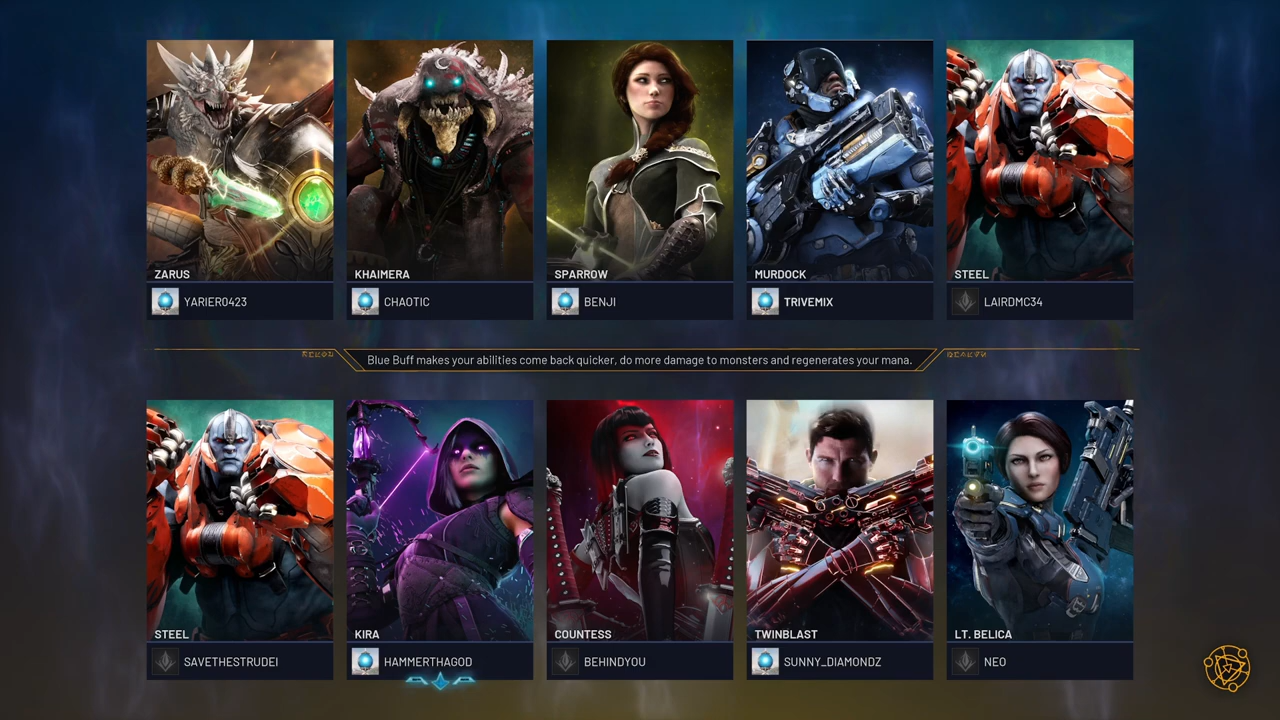 ZARUS
YARIER0423
KHAIMERA
CHAOTIC
SPARROW
BENJI
MURDOCK
TRIVEMIX
STEEL
LAIRDMC34
Blue Buff makes your abilities come back quicker, do more damage to monsters and regenerates your mana.
STEEL
SAVETHESTRUDEI
KIRA
HAMMERTHAGOD
COUNTESS
BEHINDYOU
TWINBLAST
SUNNY_DIAMONDZ
LT. BELICA
NEO